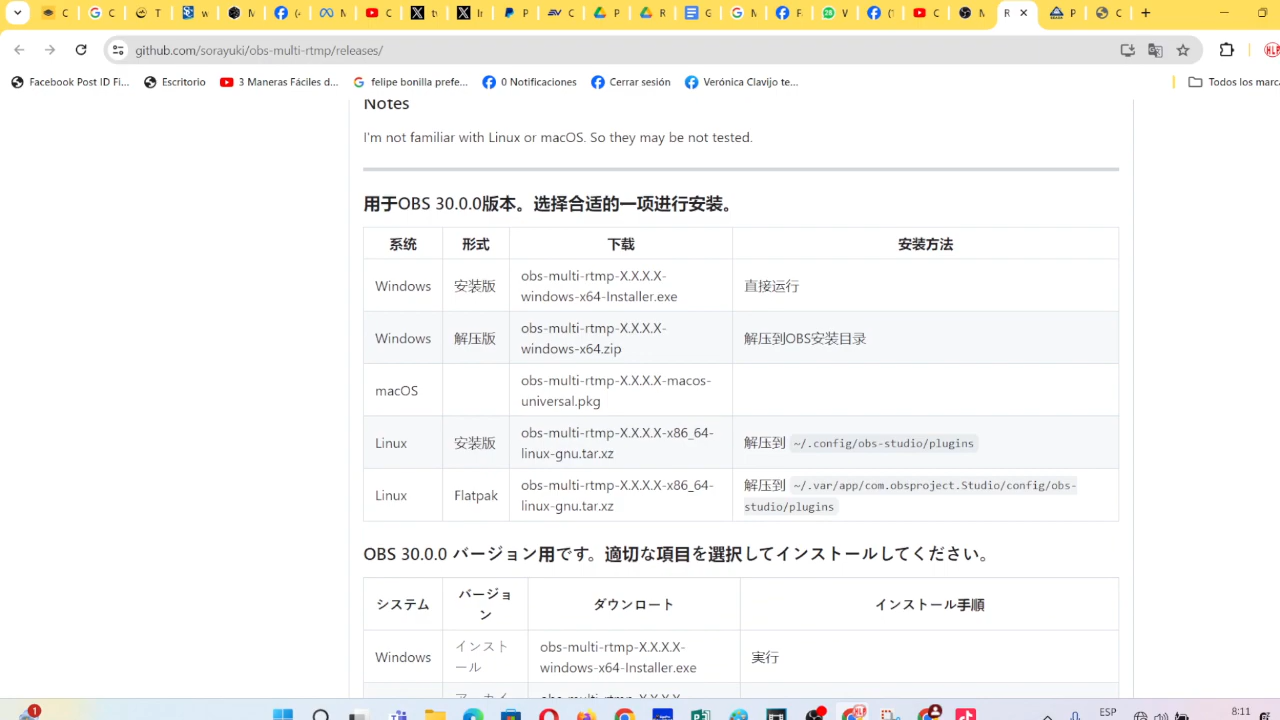 github.com/sorayuki/obs-multi-rtmp/releases/
Facebook Post ID Fi...
Escritorio
3 Maneras Fáciles d...
felipe bonilla prefe...
0 Notificaciones
Cerrar sesión
Verónica Clavijo te...
Todos los marca
Notes
I'm not familiar with Linux or macOS. So they may be not tested.
用于OBS 30.0.0版本。选择合适的一项进行安装。
系统 形式 下载 安装方法
Windows 安装版 obs-multi-rtmp-X.X.X.X-
windows-x64-Installer.exe 直接运行
Windows 解压版 obs-multi-rtmp-X.X.X.X-
windows-x64.zip 解压到OBS安装目录
macOS obs-multi-rtmp-X.X.X.X-macos-
universal.pkg
Linux 安装版 obs-multi-rtmp-X.X.X.X-x86_64-
linux-gnu.tar.xz 解压到 ~/.config/obs-studio/plugins
Linux Flatpak obs-multi-rtmp-X.X.X.X-x86_64-
linux-gnu.tar.xz 解压到 ~/.var/app/com.obsproject.Studio/config/obs-
studio/plugins
OBS 30.0.0 バージョン用です。適切な項目を選択してインストールしてください。
システム バージョ
ン ダウンロート インストール手順
Windows インスト
ール obs-multi-rtmp-X.X.X.X-
windows-x64-Installer.exe 実行
ESP
8:11